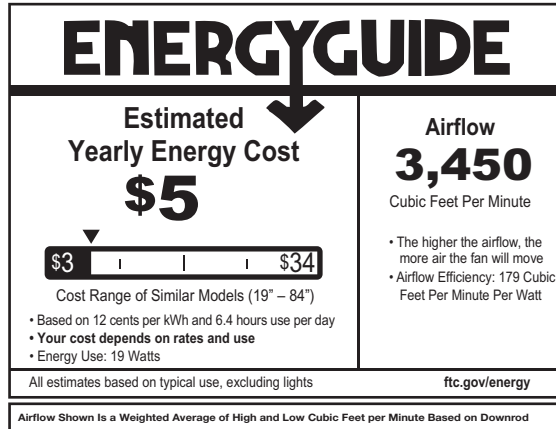 ENERGYGUIDE
Estimated
Yearly Energy Cost
$5
$3
$34
Cost Range of Similar Models (19” – 84”)
• Based on 12 cents per kWh and 6.4 hours use per day
• Your cost depends on rates and use
• Energy Use: 19 Watts
Airflow
3,450
Cubic Feet Per Minute
• The higher the airflow, the
more air the fan will move
• Airflow Efficiency: 179 Cubic
Feet Per Minute Per Watt
All estimates based on typical use, excluding lights
ftc.gov/energy
Airflow Shown Is a Weighted Average of High and Low Cubic Feet per Minute Based on Downrod